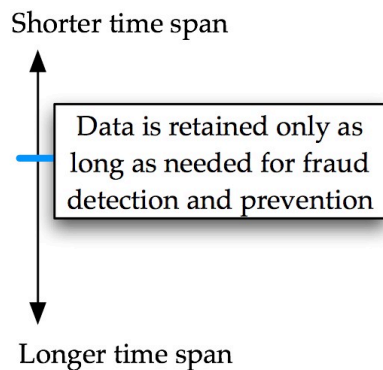 Shorter time span
Data is retained only as
long as needed for fraud
detection and prevention
Longer time span